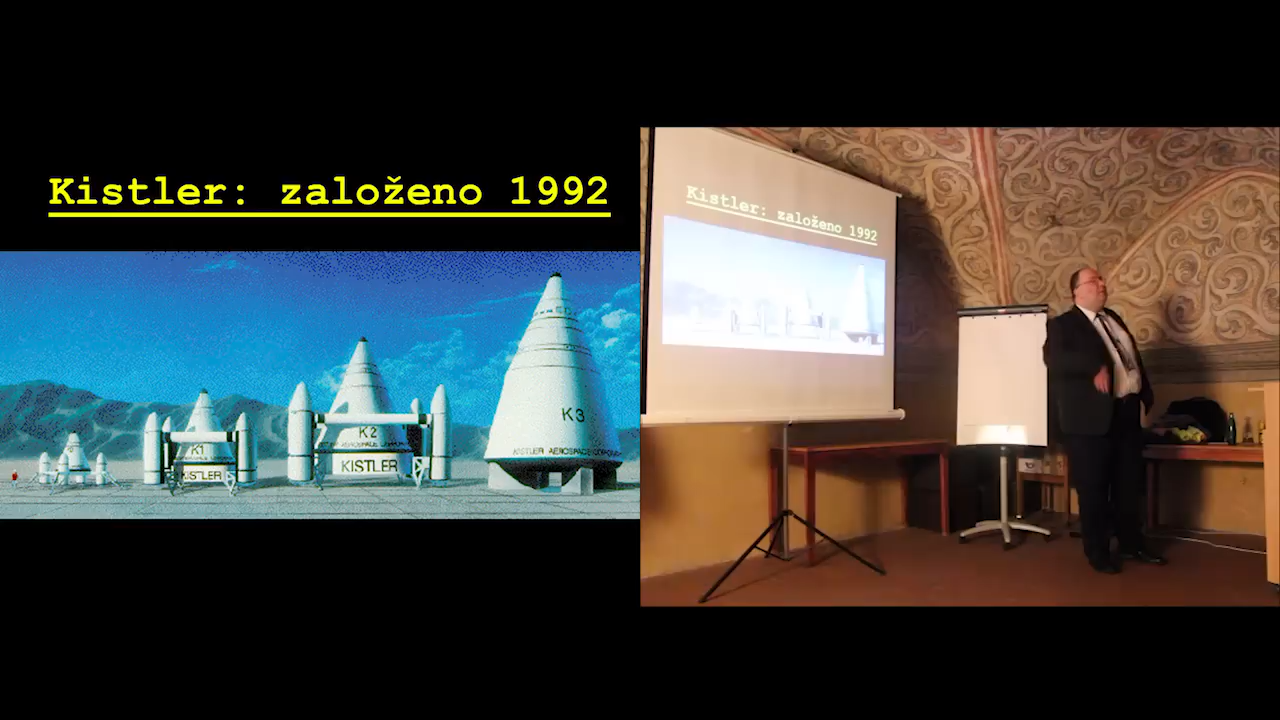 Kistler: založeno 1992
K1
KISTLER
K2
KISTLER
K3
KISTLER AEROSPACE CORPORATION
Kistler: založeno 1992